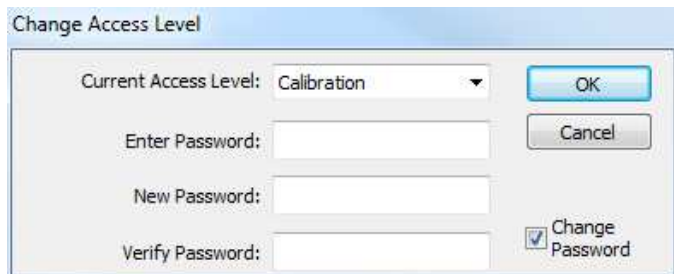 Change Access Level
Current Access Level: Calibration
OK
Enter Password:
Cancel
New Password:
Verify Password:
Change
Password